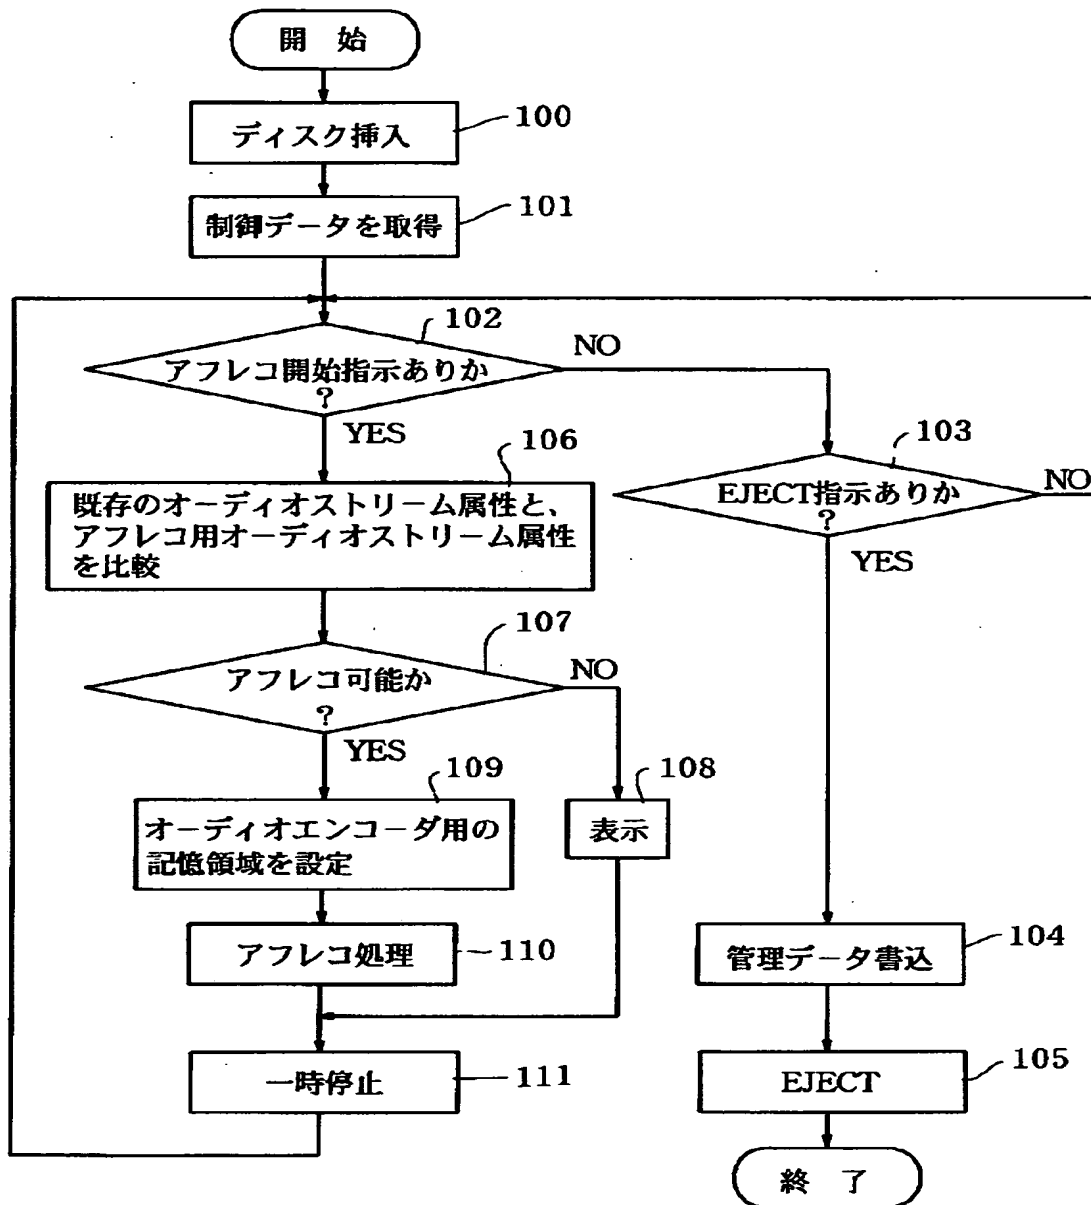 開 始
ディスク挿入
100
制御データを取得
101
102
アフレコ開始指示ありか
?
NO
YES
103
EJECT指示ありか
?
NO
YES
106
既存のオーディオストリーム属性と、
アフレコ用オーディオストリーム属性
を比較
107
アフレコ可能か
?
NO
YES
108
表示
109
オーディオエンコーダ用の
記憶領域を設定
アフレコ処理
110
一時停止
111
管理データ書込
104
EJECT
105
終 了